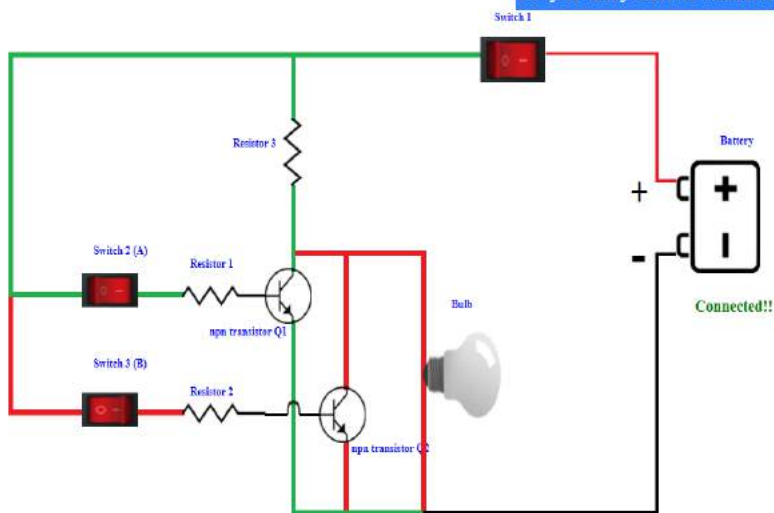 Switch 1
Resistor 3
Battery
+
-
Switch 2 (A)
Resistor 1
Bulb
Connected!!
npn transistor Q1
Switch 3 (B)
Resistor 2
npn transistor Q2